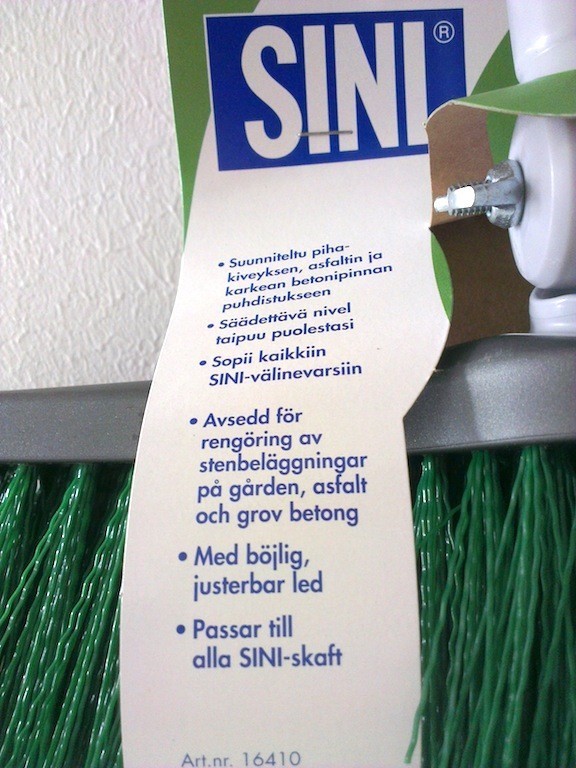 SINI®
• Suunniteltu piha-
kiveyksen, asfaltin ja
karkean betonipinnan
puhdistukseen
• Säädettävä nivel
taipuu puolestasi
• Sopii kaikkiin
SINI-välinevarsiin
• Avsedd för
rengöring av
stenbeläggningar
på gården, asfalt
och grov betong
• Med böjlig,
justerbar led
• Passar till
alla SINI-skaft
Art.nr. 16410